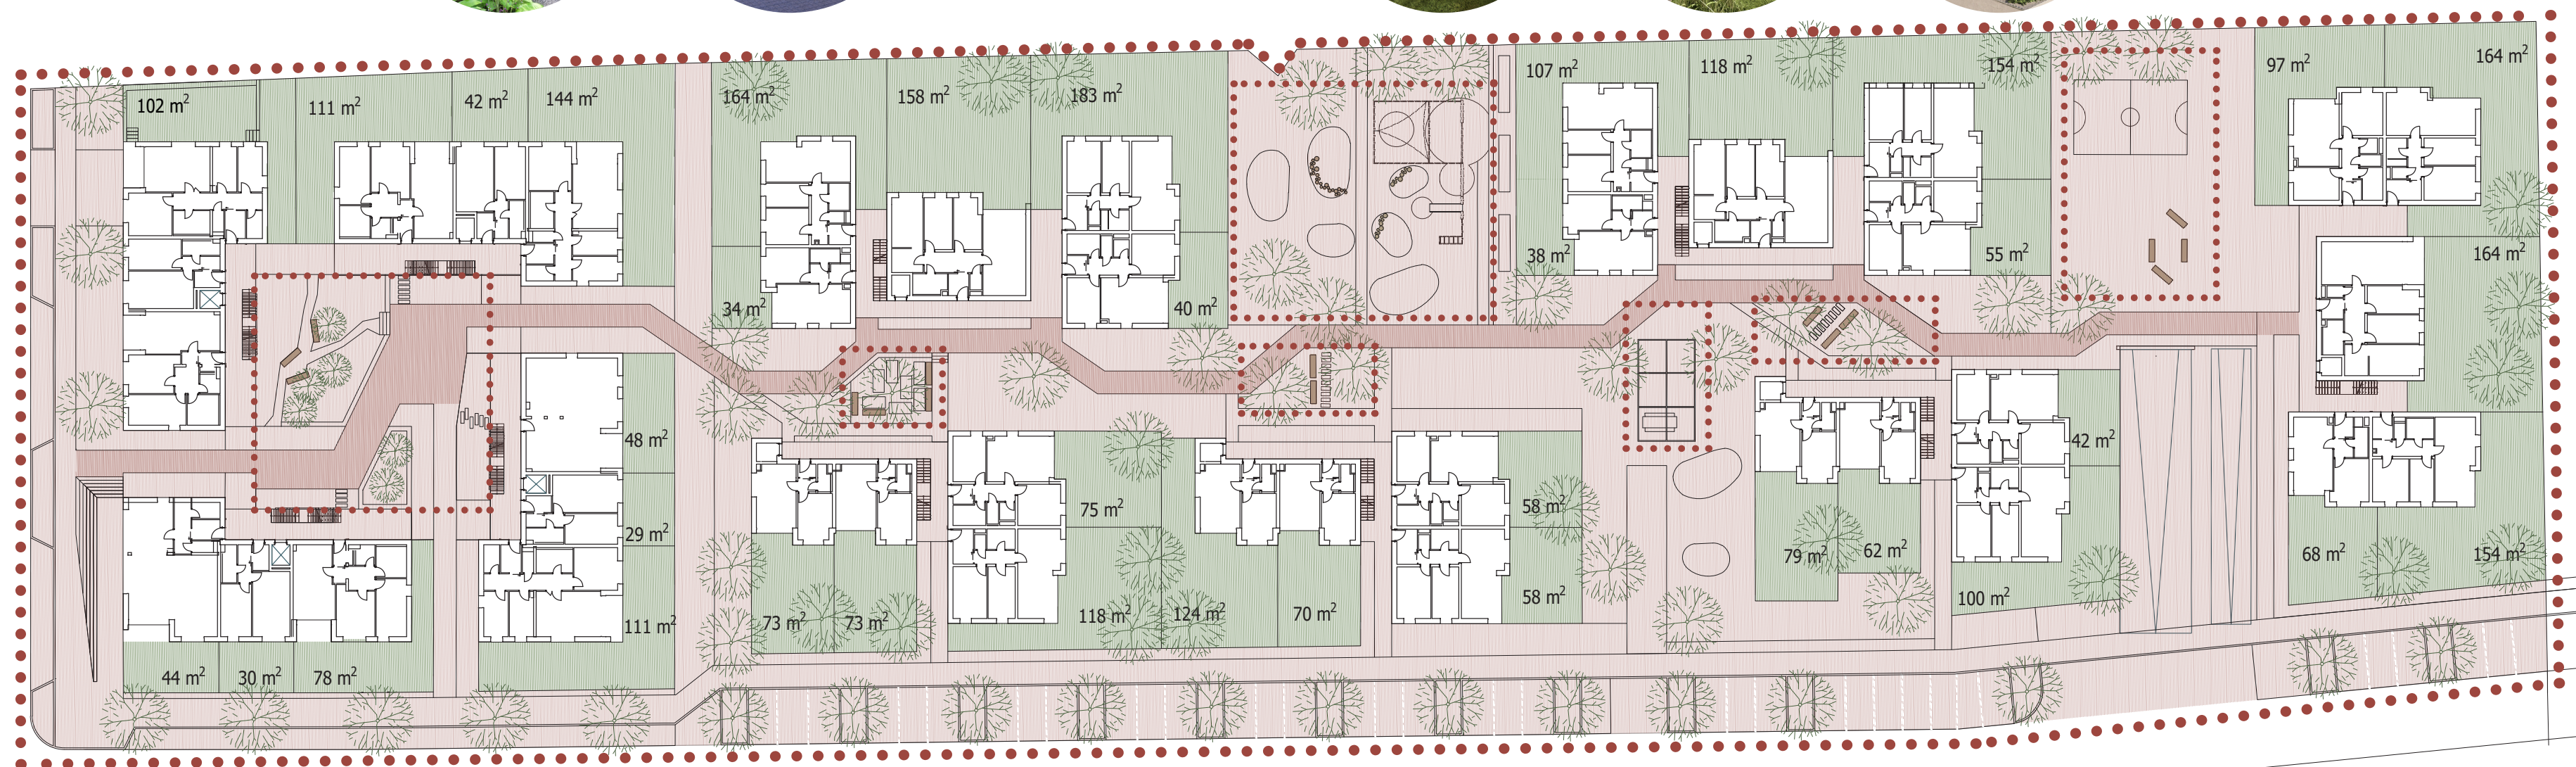 102 m²
111 m²
42 m²
144 m²
164 m²
158 m²
183 m²
107 m²
118 m²
154 m²
97 m²
164 m²
34 m²
40 m²
38 m²
55 m²
164 m²
48 m²
29 m²
111 m²
44 m²
30 m²
78 m²
73 m²
73 m²
75 m²
118 m²
124 m²
70 m²
58 m²
58 m²
79 m²
62 m²
42 m²
100 m²
68 m²
154 m²